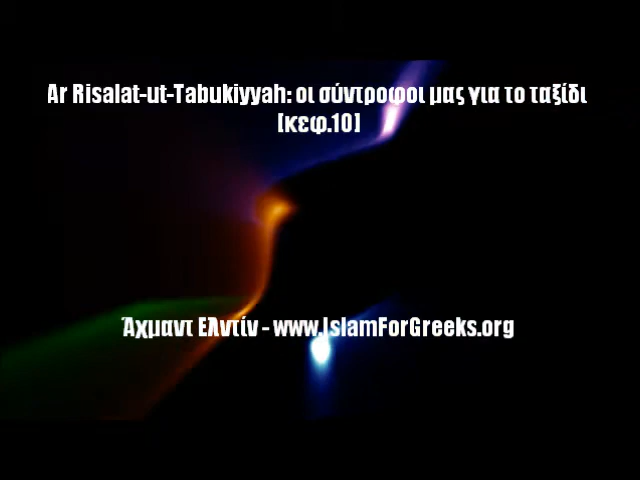 Ar Risalat-ut-Tabukiyyah: οι σύντροφοι μας για το ταξίδι
[κεφ.10]
Άχμαντ Ελντίν - www.IslamForGreeks.org